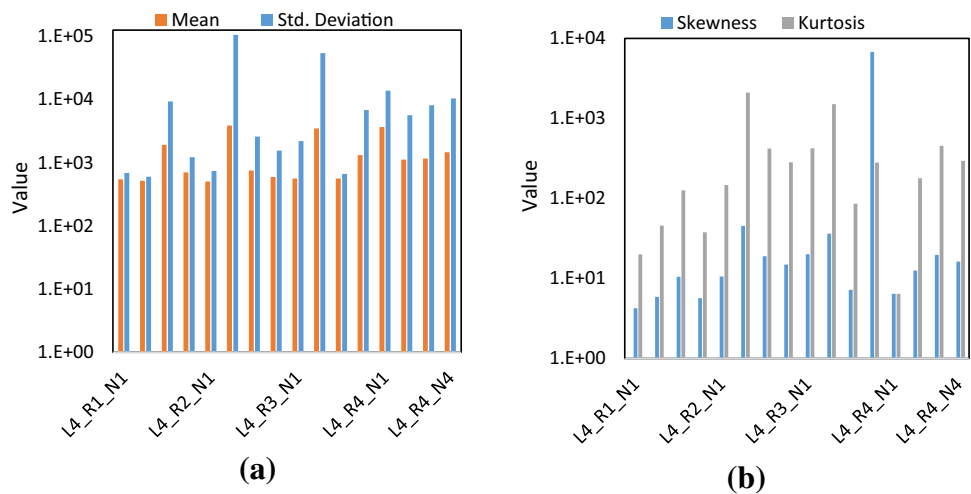 Mean Std. Deviation
Value
1.E+05
1.E+04
1.E+03
1.E+02
1.E+01
1.E+00
L4_R1_N1
L4_R2_N1
L4_R3_N1
L4_R4_N1
L4_R4_N4
(a)
Skewness Kurtosis
Value
1.E+04
1.E+03
1.E+02
1.E+01
1.E+00
L4_R1_N1
L4_R2_N1
L4_R3_N1
L4_R4_N1
L4_R4_N4
(b)